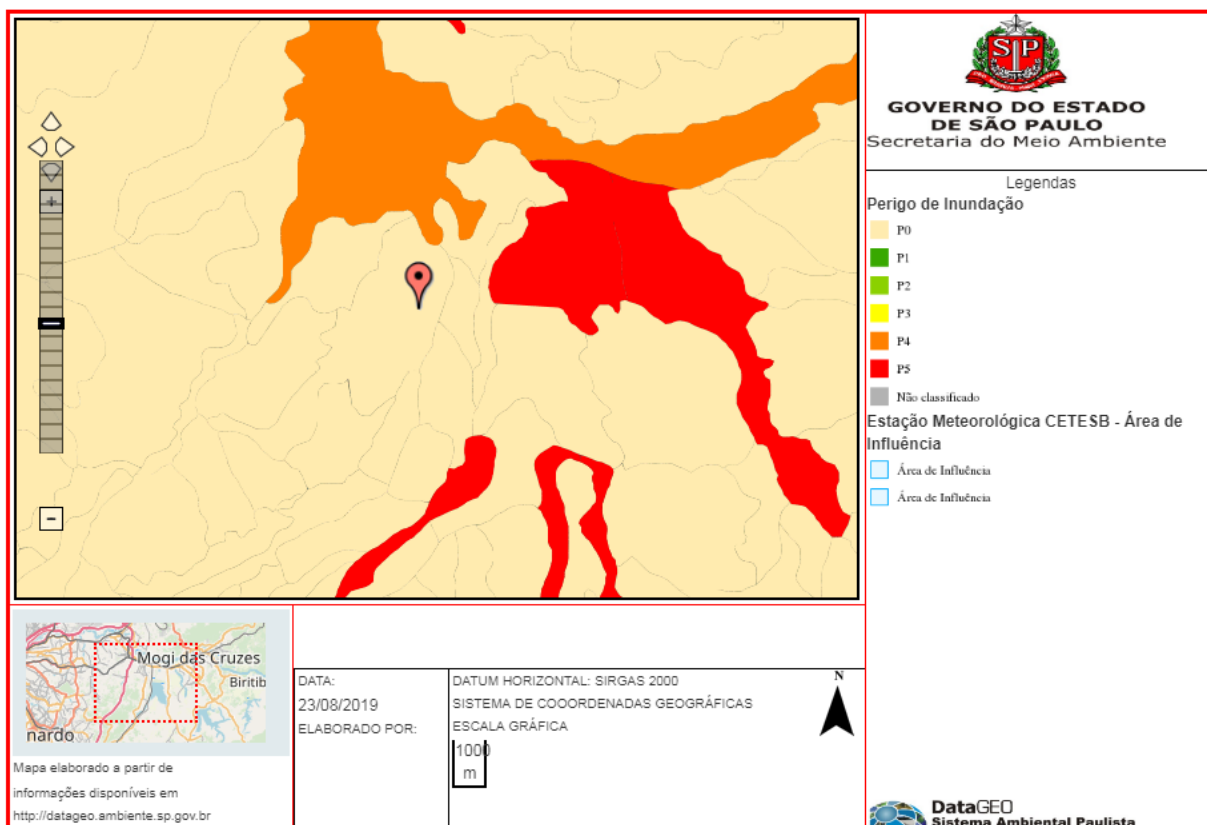 SP
GOVERNO DO ESTADO
DE SÃO PAULO
Secretaria do Meio Ambiente
Legendas
Perigo de Inundação
P0
P1
P2
P3
P4
P5
Não classificado
Estação Meteorológica CETESB - Área de
Influência
Área de Influência
Área de Influência
+
−
Mogi das Cruzes
Biritib
nardo
Mapa elaborado a partir de
informações disponíveis em
http://datageo.ambiente.sp.gov.br
DATA:
23/08/2019
ELABORADO POR:
DATUM HORIZONTAL: SIRGAS 2000
SISTEMA DE COOORDENADAS GEOGRÁFICAS
ESCALA GRÁFICA
1000
m
N
DataGEO
Sistema Ambiental Paulista